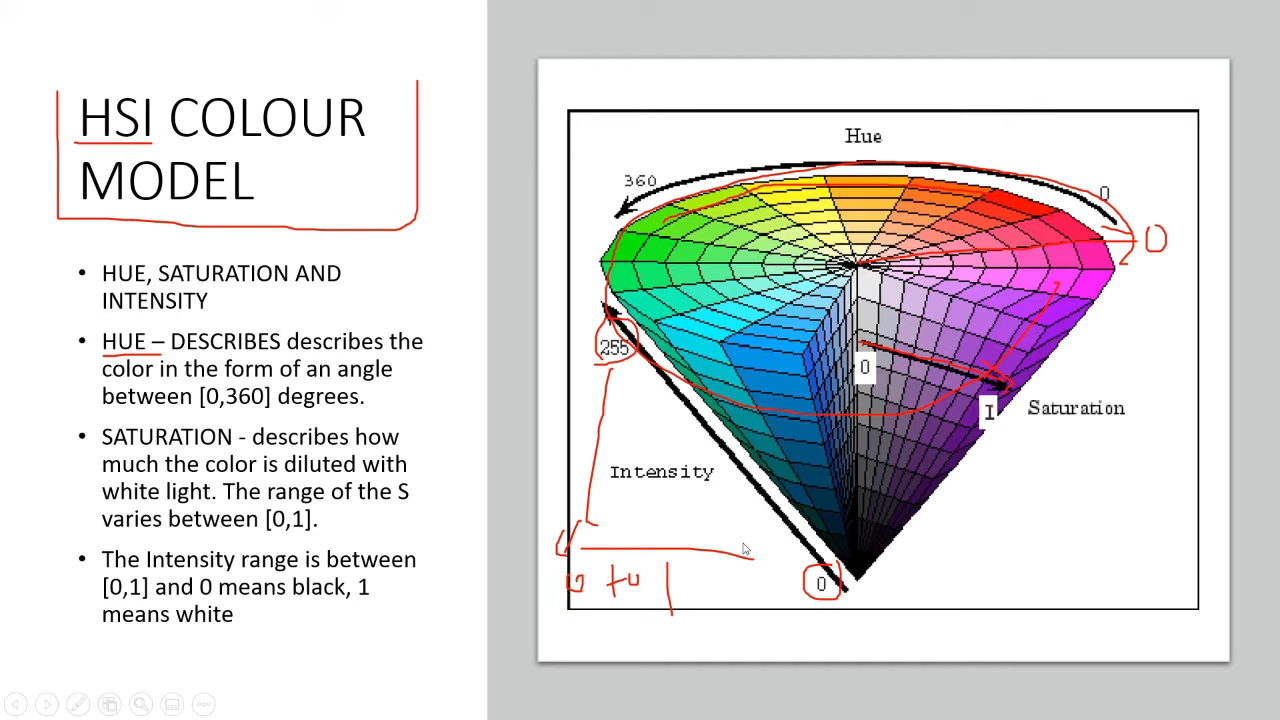 HSI COLOUR
MODEL
• HUE, SATURATION AND
INTENSITY
• HUE – DESCRIBES describes the
color in the form of an angle
between [0,360] degrees.
• SATURATION - describes how
much the color is diluted with
white light. The range of the S
varies between [0,1].
• The Intensity range is between
[0,1] and 0 means black, 1
means white
Hue
360
0
0
255
0
I
Saturation
Intensity
0
0 to 1